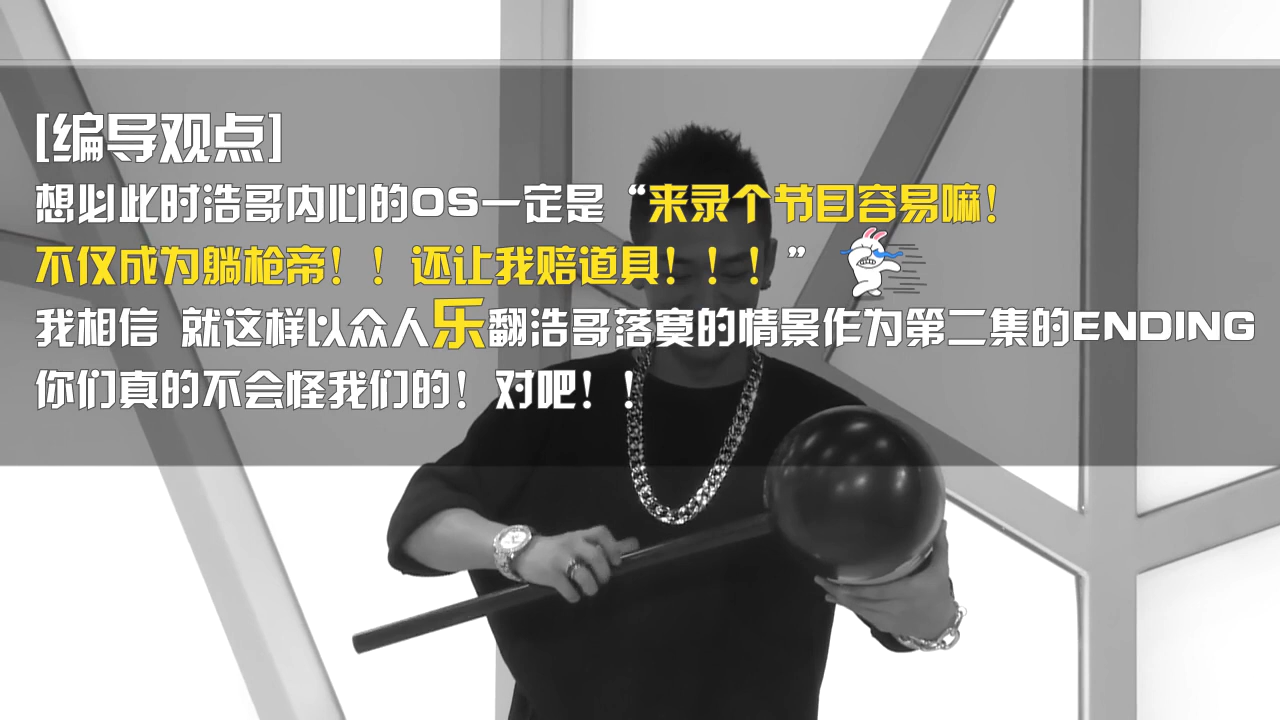 [编导观点]
想必此时浩哥内心的OS一定是“来录个节目容易嘛！
不仅成为躺枪帝！！还让我赔道具！！！”
我相信 就这样以众人乐翻浩哥落寞的情景作为第二集的ENDING
你们真的不会怪我们的！对吧！！